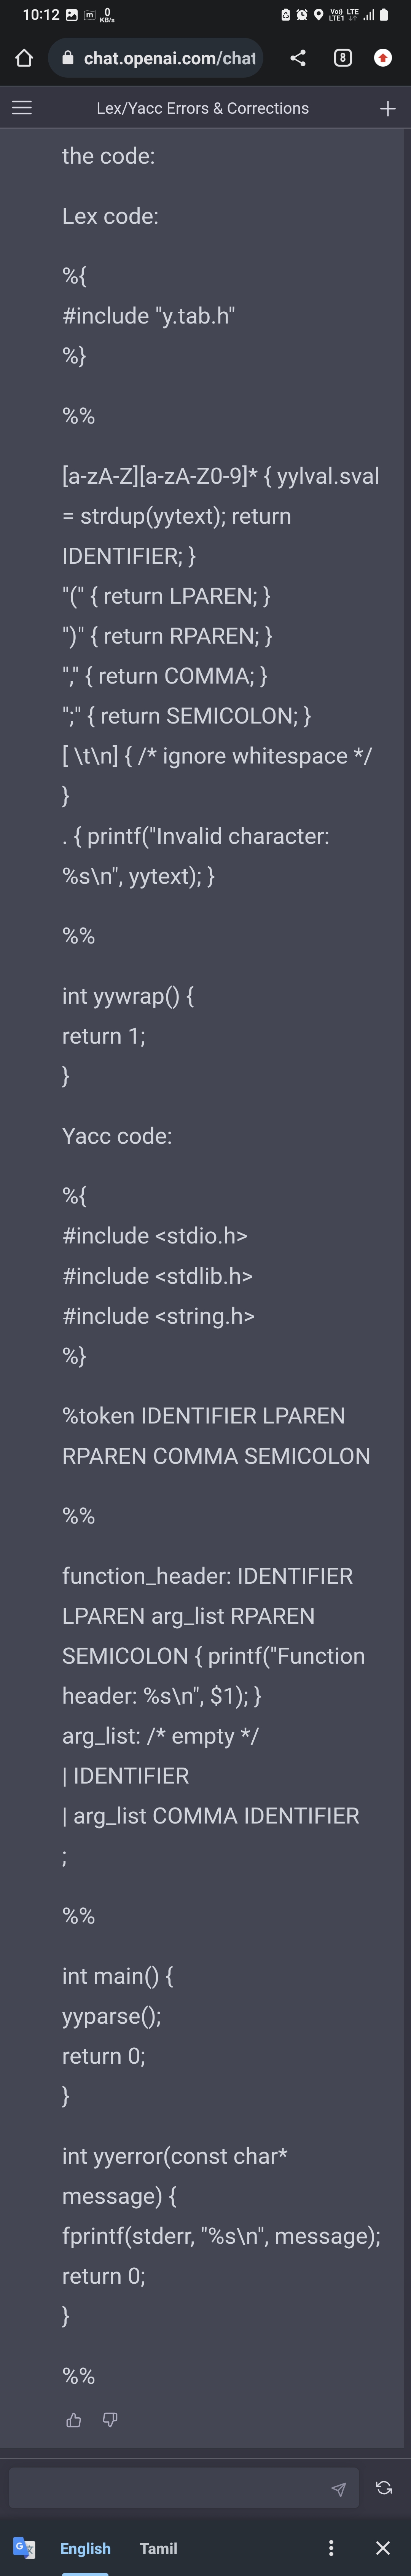 10:12 m 0 KB/s Vo) LTE LTE1
chat.openai.com/chat 8
Lex/Yacc Errors & Corrections
the code:
Lex code:
%{
#include "y.tab.h"
%}
%%
[a-zA-Z][a-zA-Z0-9]* { yylval.sval
= strdup(yytext); return
IDENTIFIER; }
"(" { return LPAREN; }
")" { return RPAREN; }
"," { return COMMA; }
";" { return SEMICOLON; }
[ \t\n] { /* ignore whitespace */
}
. { printf("Invalid character:
%s\n", yytext); }
%%
int yywrap() {
return 1;
}
Yacc code:
%{
#include <stdio.h>
#include <stdlib.h>
#include <string.h>
%}
%token IDENTIFIER LPAREN
RPAREN COMMA SEMICOLON
%%
function_header: IDENTIFIER
LPAREN arg_list RPAREN
SEMICOLON { printf("Function
header: %s\n", $1); }
arg_list: /* empty */
| IDENTIFIER
| arg_list COMMA IDENTIFIER
;
%%
int main() {
yyparse();
return 0;
}
int yyerror(const char*
message) {
fprintf(stderr, "%s\n", message);
return 0;
}
%%
English Tamil